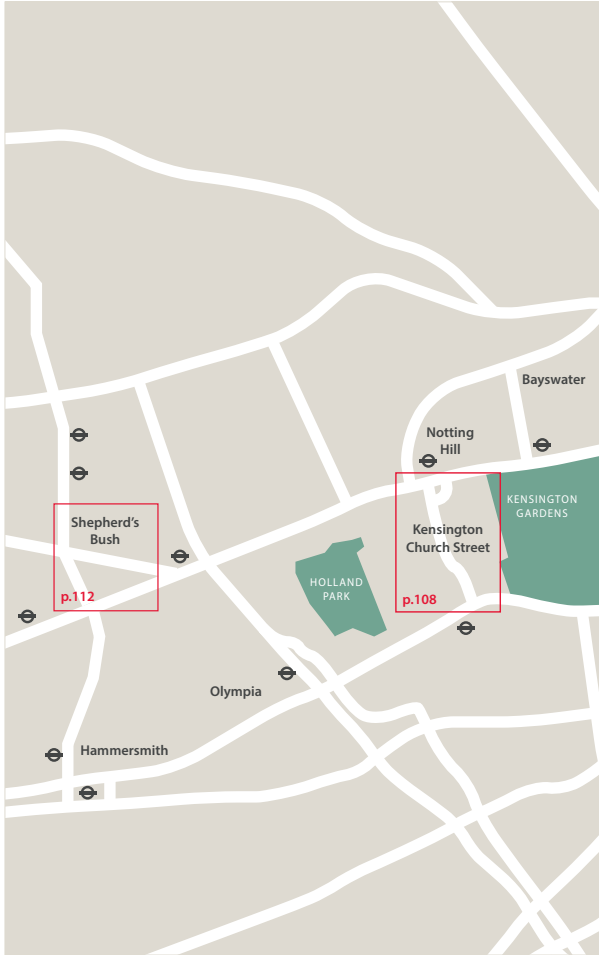 Bayswater
Notting
Hill
KENSINGTON
GARDENS
Shepherd's
Bush
Kensington
Church Street
HOLLAND
PARK
p.112
p.108
Olympia
Hammersmith